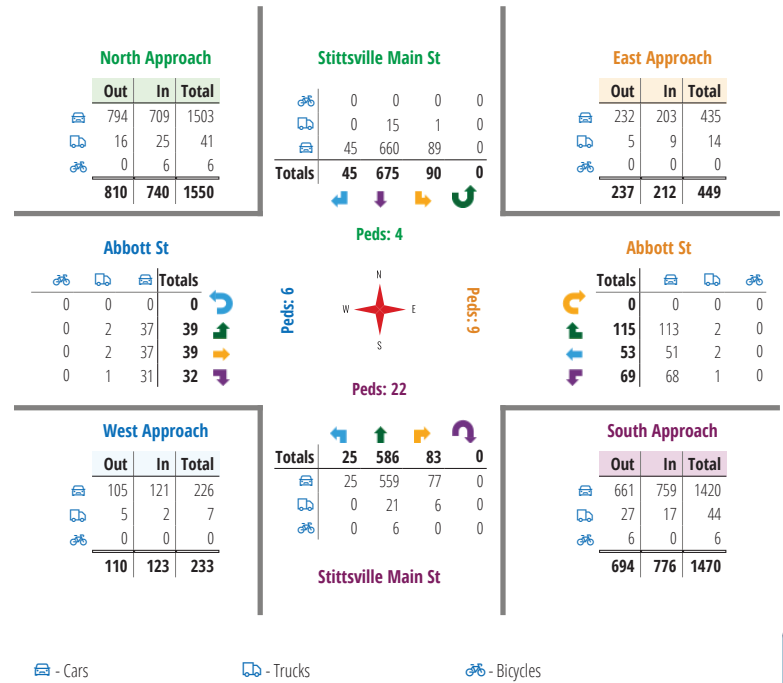 North Approach
Out In Total
794 709 1503
16 25 41
0 6 6
810 740 1550
Stittsville Main St
0 0 0 0
0 15 1 0
45 660 89 0
Totals 45 675 90 0
East Approach
Out In Total
232 203 435
5 9 14
0 0 0
237 212 449
Abbott St
Totals
0 0 0 0
0 2 37 39
0 2 37 39
0 1 31 32
Peds: 4
Peds: 6
N
W E
S
Peds: 9
Peds: 22
Abbott St
Totals
0 0 0 0
115 113 2 0
53 51 2 0
69 68 1 0
West Approach
Out In Total
105 121 226
5 2 7
0 0 0
110 123 233
Totals 25 586 83 0
25 559 77 0
0 21 6 0
0 6 0 0
Stittsville Main St
South Approach
Out In Total
661 759 1420
27 17 44
6 0 6
694 776 1470
- Cars - Trucks - Bicycles